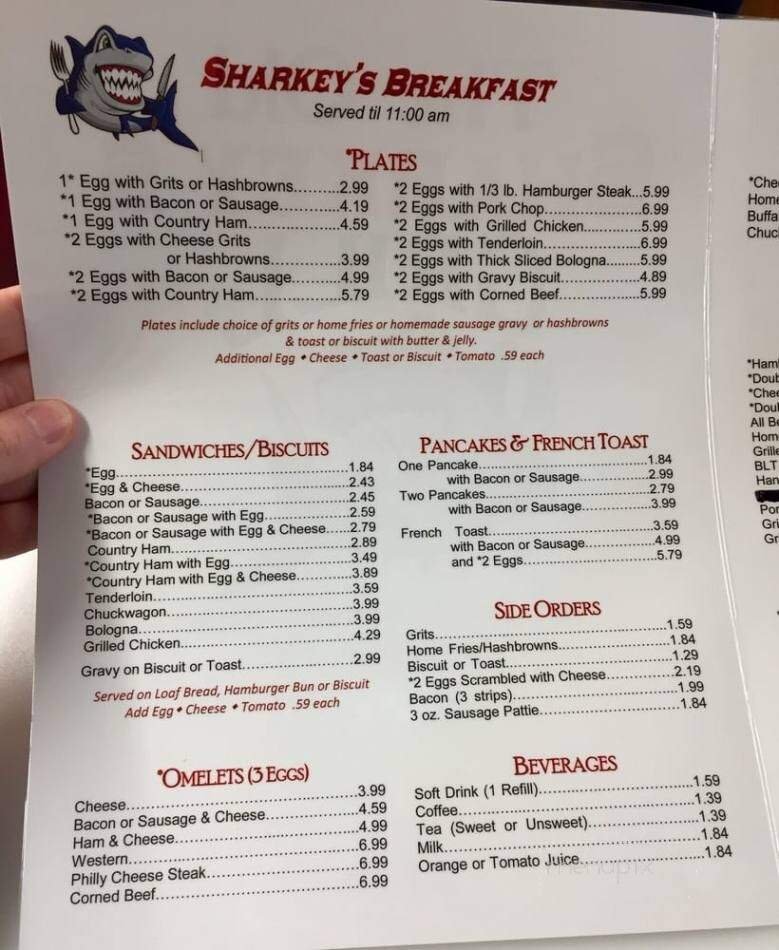 SHARKEY'S BREAKFAST
Served til 11:00 am
*PLATES
1* Egg with Grits or Hashbrowns..........2.99
*1 Egg with Bacon or Sausage..........4.19
*1 Egg with Country Ham..........4.59
*2 Eggs with Cheese Grits
or Hashbrowns..........3.99
*2 Eggs with Bacon or Sausage..........4.99
*2 Eggs with Country Ham..........5.79
*2 Eggs with 1/3 lb. Hamburger Steak...5.99
*2 Eggs with Pork Chop..........6.99
*2 Eggs with Grilled Chicken..........5.99
*2 Eggs with Tenderloin..........6.99
*2 Eggs with Thick Sliced Bologna........5.99
*2 Eggs with Gravy Biscuit..........4.89
*2 Eggs with Corned Beef..........5.99
Plates include choice of grits or home fries or homemade sausage gravy or hashbrowns
& toast or biscuit with butter & jelly.
Additional Egg • Cheese • Toast or Biscuit • Tomato .59 each
SANDWICHES/BISCUITS
*Egg..........1.84
*Egg & Cheese..........2.43
Bacon or Sausage..........2.45
*Bacon or Sausage with Egg..........2.59
*Bacon or Sausage with Egg & Cheese......2.79
Country Ham..........2.89
*Country Ham with Egg..........3.49
*Country Ham with Egg & Cheese..........3.89
Tenderloin..........3.59
Chuckwagon..........3.99
Bologna..........3.99
Grilled Chicken..........4.29
Gravy on Biscuit or Toast..........2.99
Served on Loaf Bread, Hamburger Bun or Biscuit
Add Egg • Cheese • Tomato .59 each
*OMELETS (3 EGGS)
Cheese..........3.99
Bacon or Sausage & Cheese..........4.59
Ham & Cheese..........4.99
Western..........6.99
Philly Cheese Steak..........6.99
Corned Beef..........6.99
PANCAKES & FRENCH TOAST
One Pancake..........1.84
with Bacon or Sausage..........2.99
Two Pancakes..........2.79
with Bacon or Sausage..........3.99
French Toast..........3.59
with Bacon or Sausage..........4.99
and *2 Eggs..........5.79
SIDE ORDERS
Grits..........1.59
Home Fries/Hashbrowns..........1.84
Biscuit or Toast..........1.29
*2 Eggs Scrambled with Cheese..........2.19
Bacon (3 strips)..........1.99
3 oz. Sausage Pattie..........1.84
BEVERAGES
Soft Drink (1 Refill)..........1.59
Coffee..........1.39
Tea (Sweet or Unsweet)..........1.39
Milk..........1.84
Orange or Tomato Juice..........1.84
*Che
Home
Buffa
Chuc
*Ham
*Doub
*Chee
*Dou
All Be
Hom
Grille
BLT
Han
Por
Gri
Gr